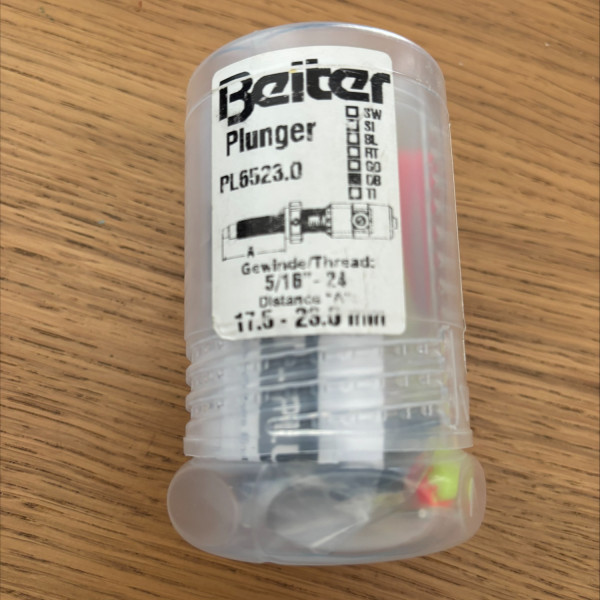 Beiter
Plunger
PL6523.0
SW
SI
BL
RT
GO
GB
TI
A
Gewinde/Thread:
5/16" - 24
Distance "A":
17.5 - 23.0 mm